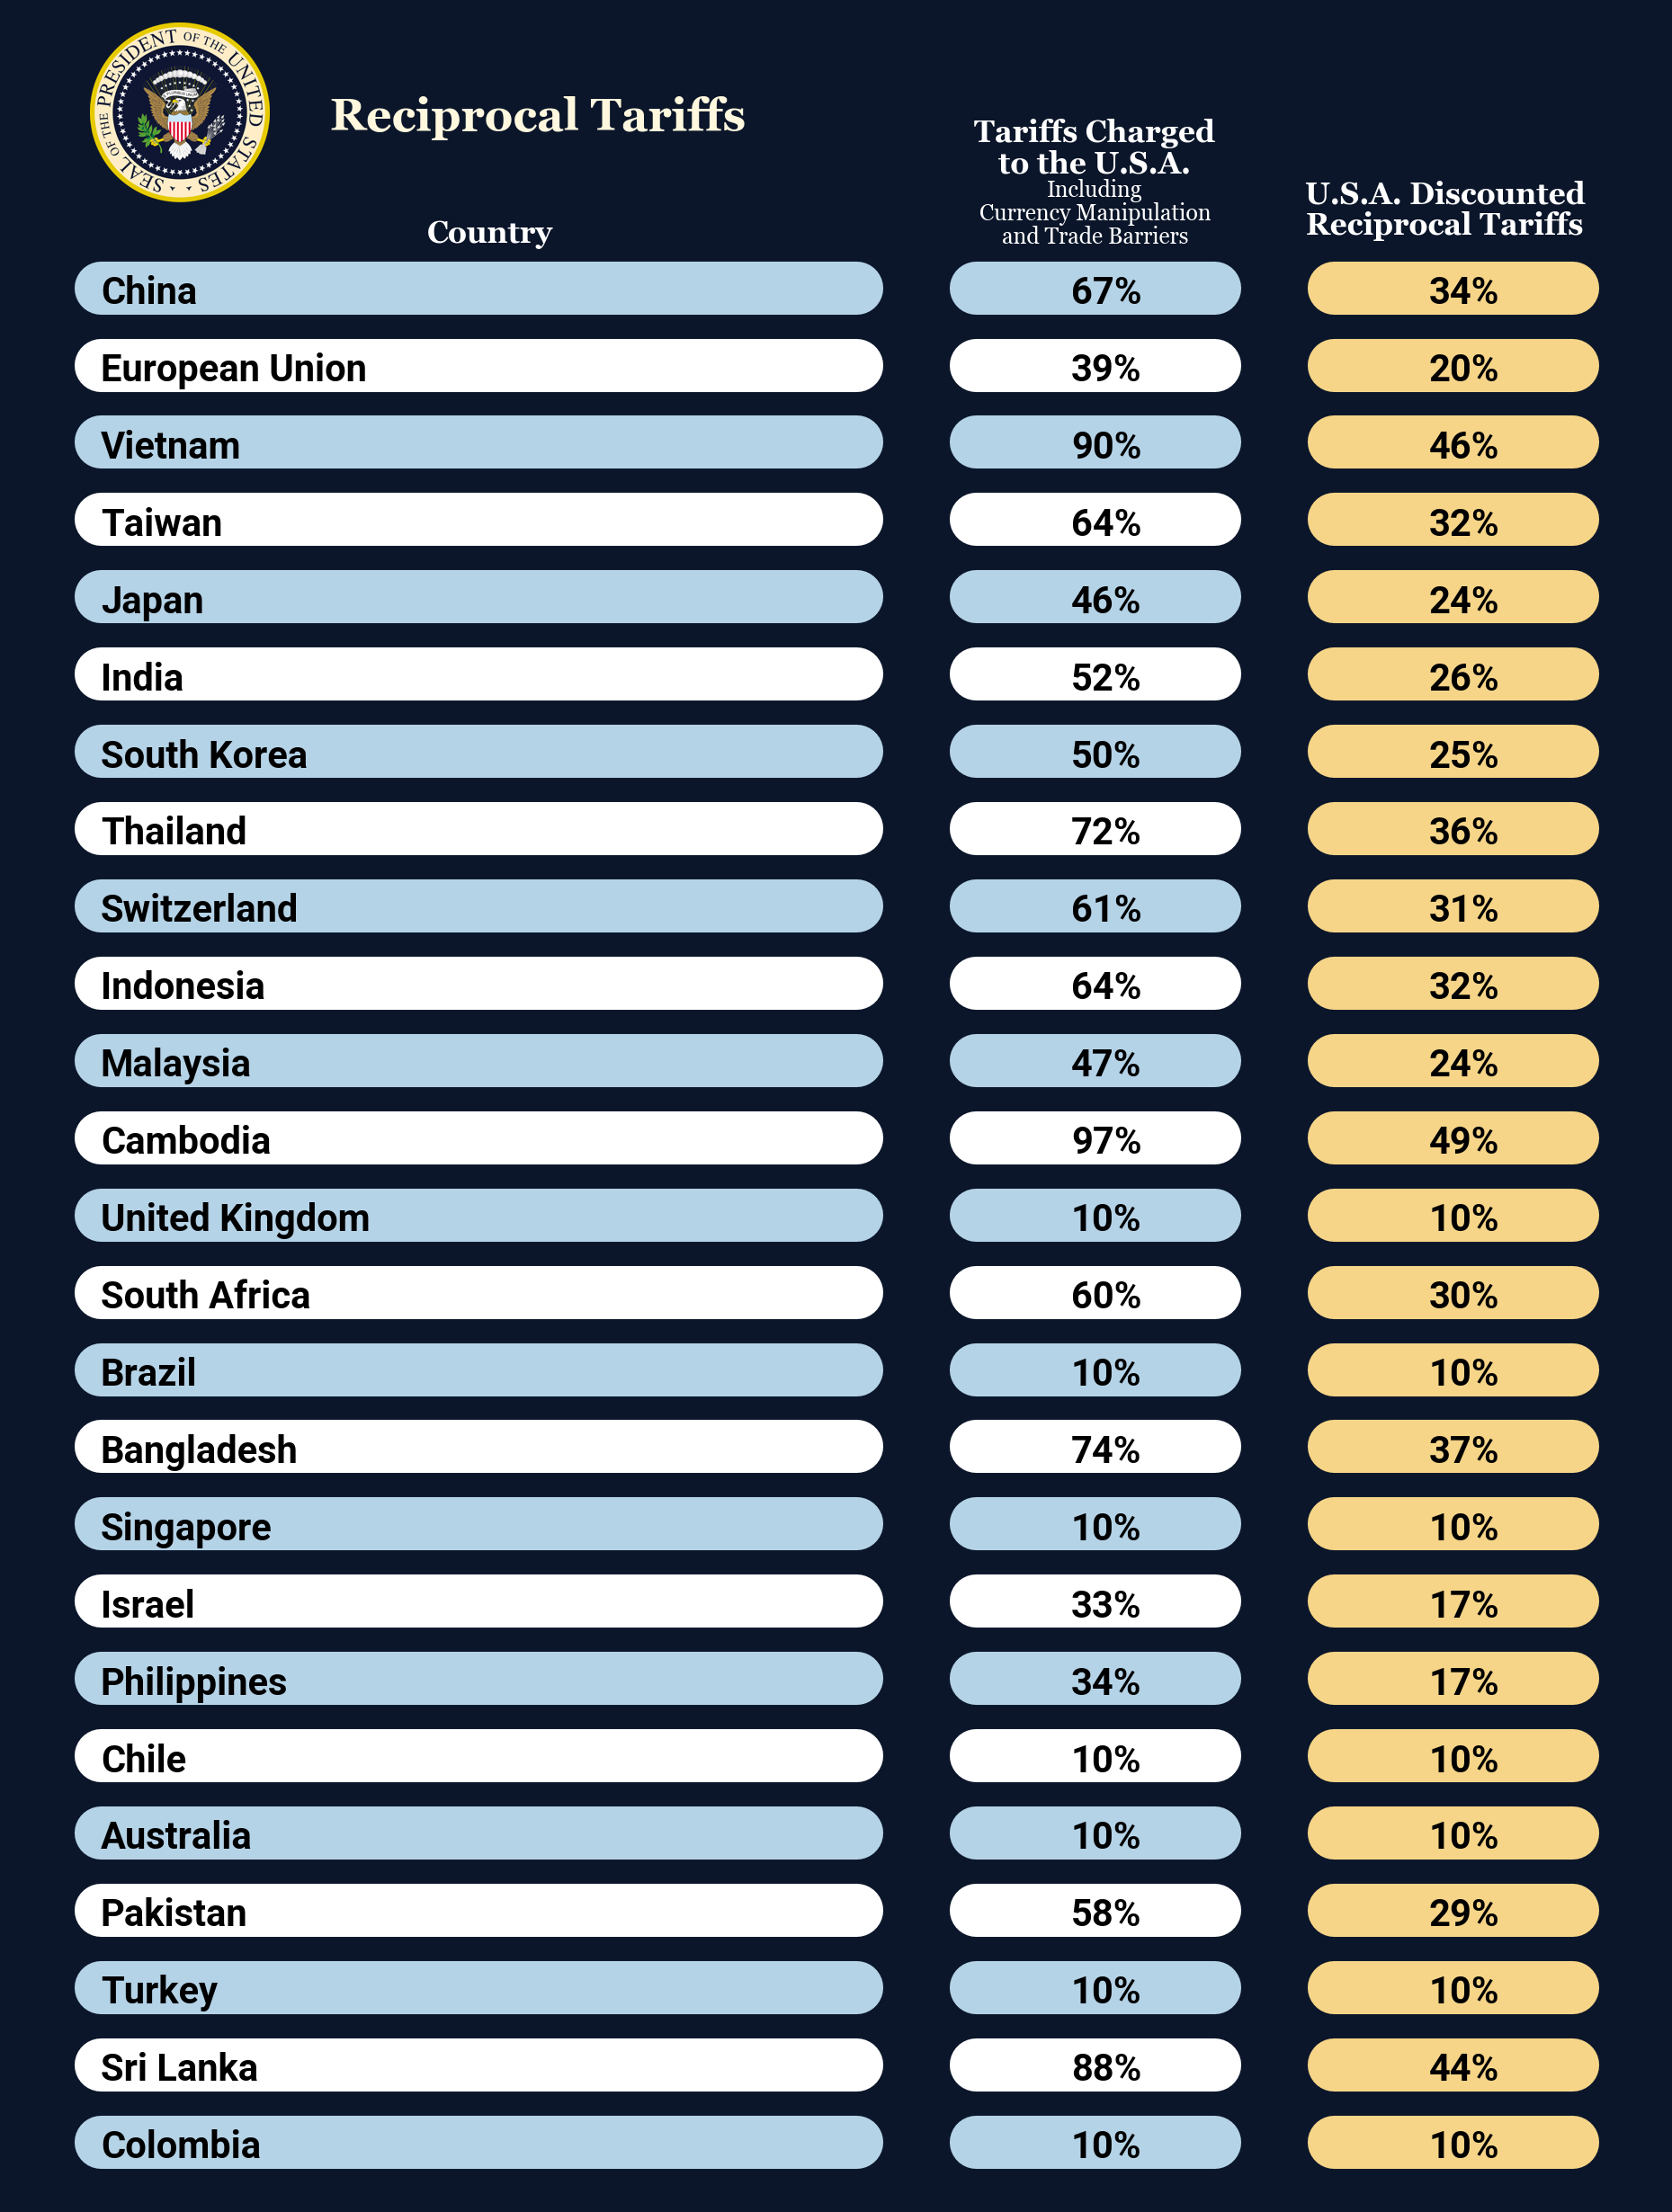 SEAL OF THE PRESIDENT OF THE UNITED STATES
Reciprocal Tariffs
Country
Tariffs Charged
to the U.S.A.
Including
Currency Manipulation
and Trade Barriers
U.S.A. Discounted
Reciprocal Tariffs
China 67% 34%
European Union 39% 20%
Vietnam 90% 46%
Taiwan 64% 32%
Japan 46% 24%
India 52% 26%
South Korea 50% 25%
Thailand 72% 36%
Switzerland 61% 31%
Indonesia 64% 32%
Malaysia 47% 24%
Cambodia 97% 49%
United Kingdom 10% 10%
South Africa 60% 30%
Brazil 10% 10%
Bangladesh 74% 37%
Singapore 10% 10%
Israel 33% 17%
Philippines 34% 17%
Chile 10% 10%
Australia 10% 10%
Pakistan 58% 29%
Turkey 10% 10%
Sri Lanka 88% 44%
Colombia 10% 10%